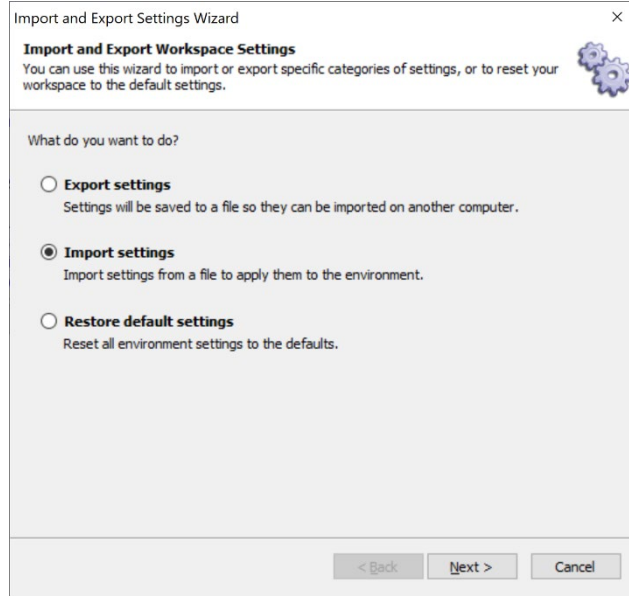 Import and Export Settings Wizard
Import and Export Workspace Settings
You can use this wizard to import or export specific categories of settings, or to reset your
workspace to the default settings.
What do you want to do?
Export settings
Settings will be saved to a file so they can be imported on another computer.
Import settings
Import settings from a file to apply them to the environment.
Restore default settings
Reset all environment settings to the defaults.
< Back Next > Cancel